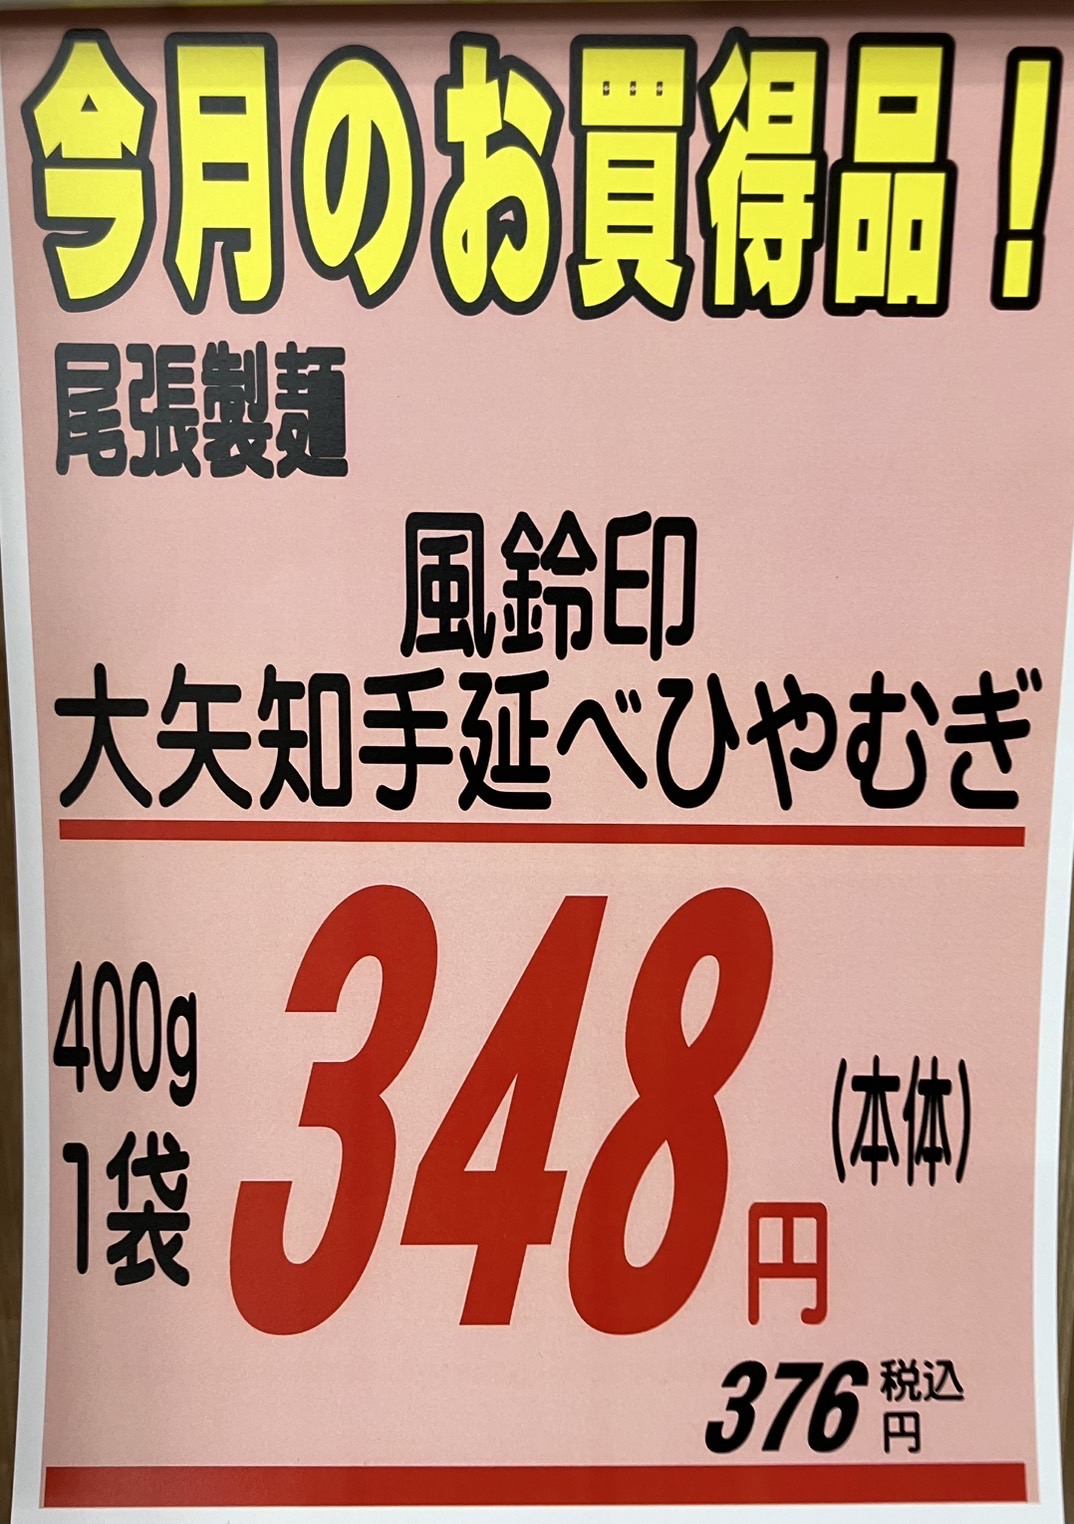 今月のお買得品！
尾張製麺
風鈴印
大矢知手延べひやむぎ
400g
1袋
348円
(本体)
376円
税込